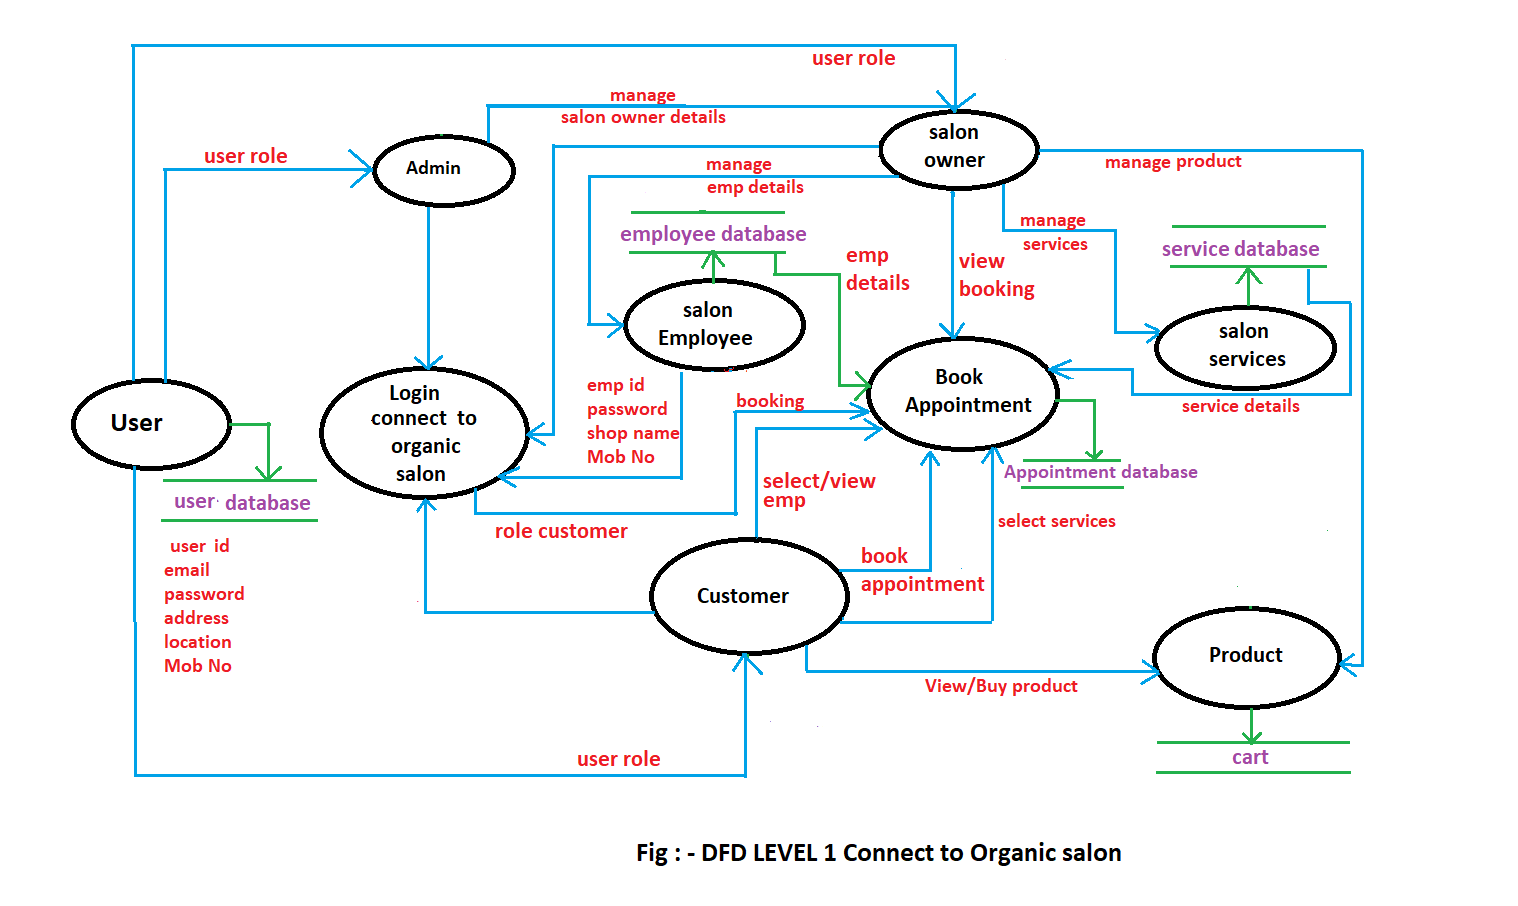 user role
manage
salon owner details
salon
owner
user role
Admin
manage
emp details
manage product
employee database
manage
services
service database
emp
details
view
booking
salon
Employee
salon
services
Login
connect to
organic
salon
Book
Appointment
emp id
password
shop name
Mob No
booking
service details
User
user database
select/view
emp
Appointment database
role customer
select services
user id
email
password
address
location
Mob No
book
appointment
Customer
Product
View/Buy product
user role
cart
Fig : - DFD LEVEL 1 Connect to Organic salon